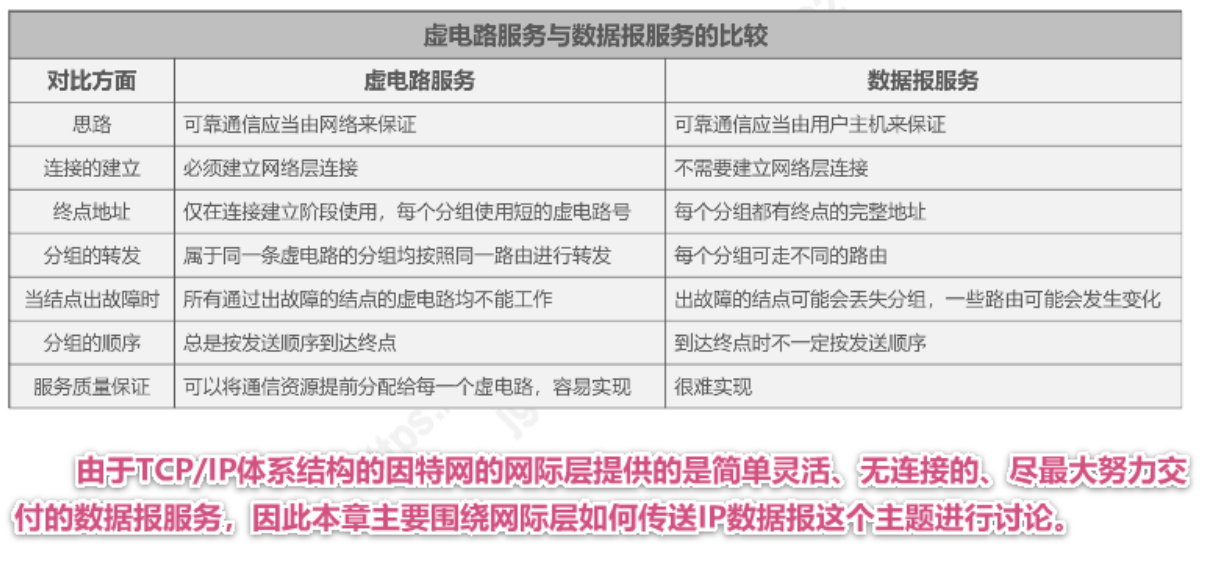 虚电路服务与数据报服务的比较
对比方面 虚电路服务 数据报服务
思路 可靠通信应当由网络来保证 可靠通信应当由用户主机来保证
连接的建立 必须建立网络层连接 不需要建立网络层连接
终点地址 仅在连接建立阶段使用，每个分组使用短的虚电路号 每个分组都有终点的完整地址
分组的转发 属于同一条虚电路的分组均按照同一路由进行转发 每个分组可走不同的路由
当结点出故障时 所有通过出故障的结点的虚电路均不能工作 出故障的结点可能会丢失分组，一些路由可能会发生变化
分组的顺序 总是按发送顺序到达终点 到达终点时不一定按发送顺序
服务质量保证 可以将通信资源提前分配给每一个虚电路，容易实现 很难实现
由于TCP/IP体系结构的因特网的网际层提供的是简单灵活、无连接的、尽最大努力交
付的数据报服务，因此本章主要围绕网际层如何传送IP数据报这个主题进行讨论。